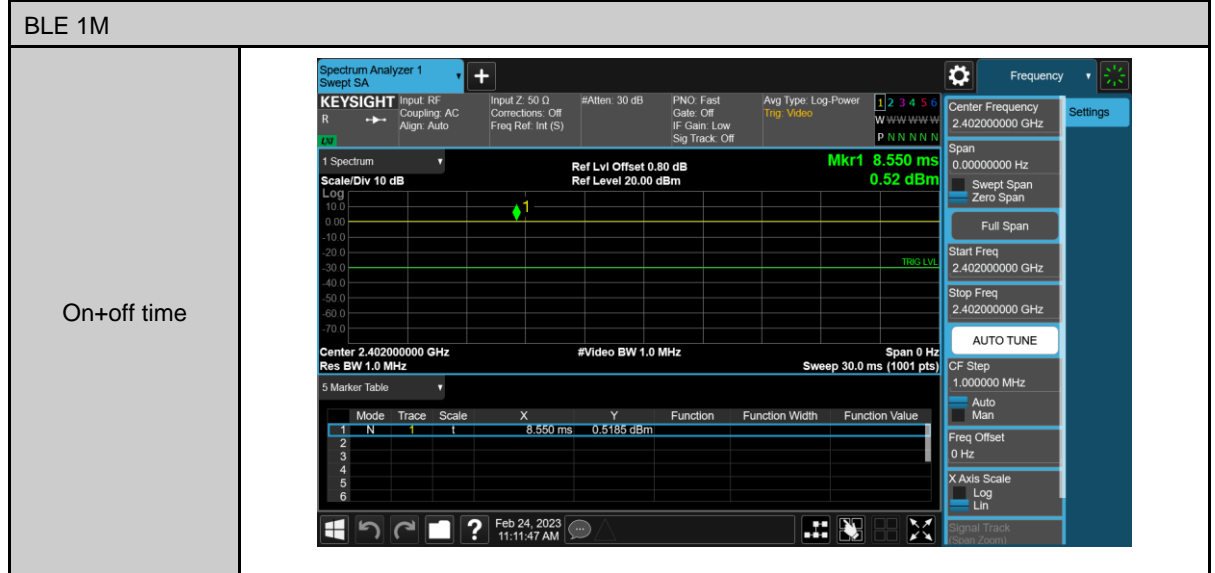 BLE 1M
On+off time
Spectrum Analyzer 1
Swept SA
Frequency
KEYSIGHT
R
LXI
Input: RF
Coupling: AC
Align: Auto
Input Z: 50 Ω
Corrections: Off
Freq Ref: Int (S)
#Atten: 30 dB
PNO: Fast
Gate: Off
IF Gain: Low
Sig Track: Off
Avg Type: Log-Power
Trig: Video
1 2 3 4 5 6
W W W W W W
P N N N N N
1 Spectrum
Scale/Div 10 dB
Ref Lvl Offset 0.80 dB
Ref Level 20.00 dBm
Mkr1 8.550 ms
0.52 dBm
Log
10.0
0.00
-10.0
-20.0
-30.0
-40.0
-50.0
-60.0
-70.0
1
TRIG LVL
Center 2.402000000 GHz
Res BW 1.0 MHz
#Video BW 1.0 MHz
Span 0 Hz
Sweep 30.0 ms (1001 pts)
5 Marker Table
Mode Trace Scale X Y Function Function Width Function Value
1 N 1 t 8.550 ms 0.5185 dBm
2
3
4
5
6
Feb 24, 2023
11:11:47 AM
Center Frequency
2.402000000 GHz
Settings
Span
0.00000000 Hz
Swept Span
Zero Span
Full Span
Start Freq
2.402000000 GHz
Stop Freq
2.402000000 GHz
AUTO TUNE
CF Step
1.000000 MHz
Auto
Man
Freq Offset
0 Hz
X Axis Scale
Log
Lin
Signal Track
(Span Zoom)